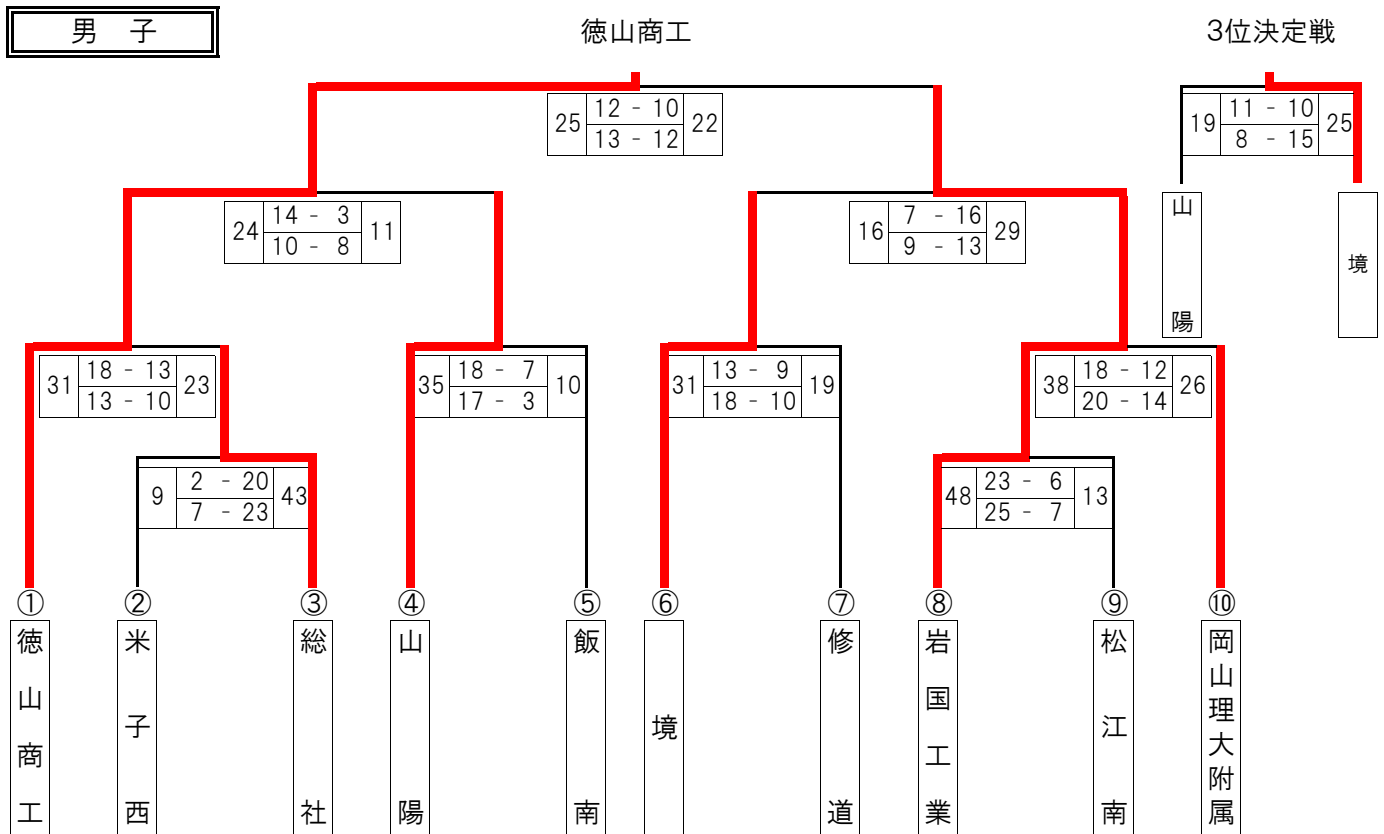 男 子
徳山商工
3位決定戦
25 12 - 10 22
13 - 12
19 11 - 10 25
8 - 15
山陽
境
24 14 - 3 11
10 - 8
16 7 - 16 29
9 - 13
31 18 - 13 23
13 - 10
35 18 - 7 10
17 - 3
31 13 - 9 19
18 - 10
38 18 - 12 26
20 - 14
9 2 - 20 43
7 - 23
48 23 - 6 13
25 - 7
① ② ③ ④ ⑤ ⑥ ⑦ ⑧ ⑨ ⑩
徳山商工
米子西
総社
山陽
飯南
境
修道
岩国工業
松江南
岡山理大附属